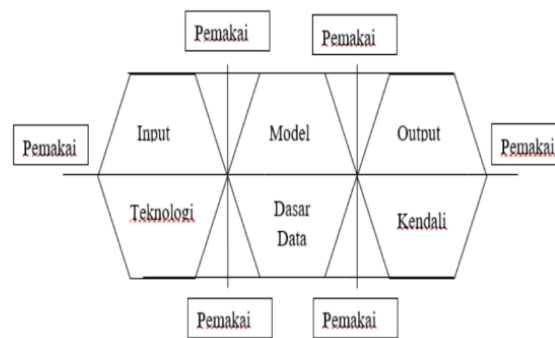 Pemakai
Pemakai
Pemakai
Input
Model
Output
Pemakai
Teknologi
Dasar
Data
Kendali
Pemakai
Pemakai